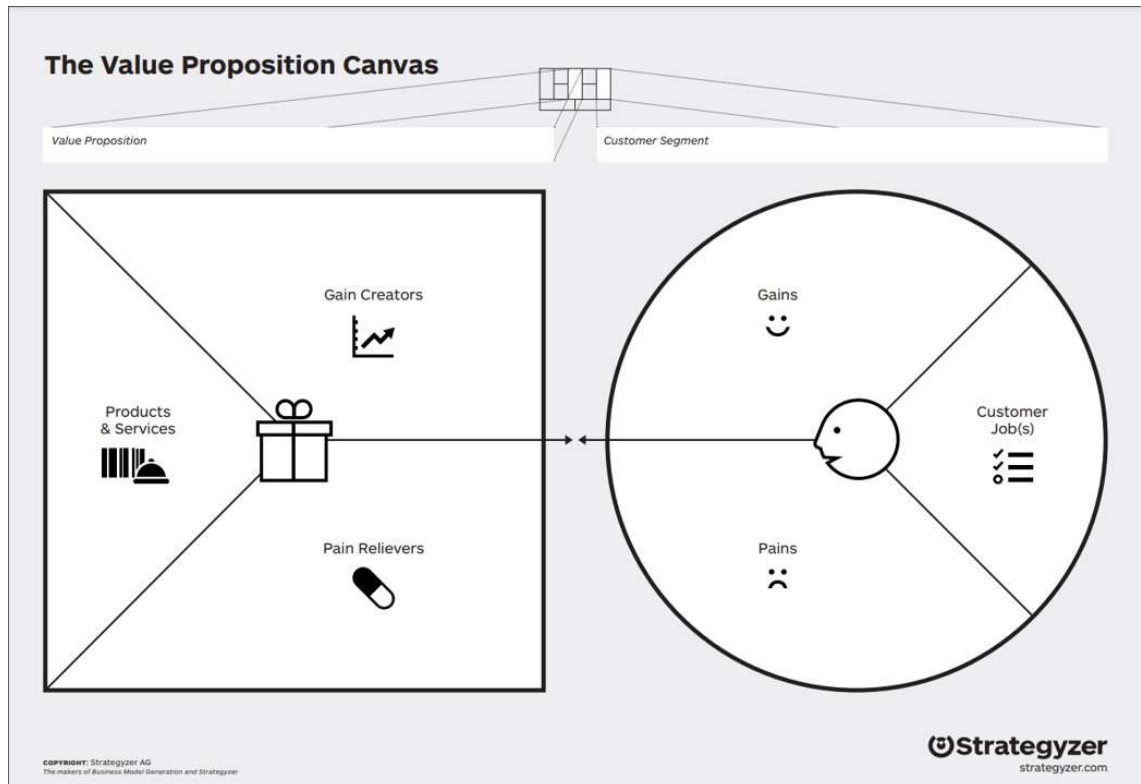 The Value Proposition Canvas
Value Proposition
Customer Segment
Gain Creators
Gains
Products
& Services
Customer
Job(s)
Pain Relievers
Pains
Strategyzer
strategyzer.com
COPYRIGHT: Strategyzer AG
The makers of Business Model Generation and Strategyzer